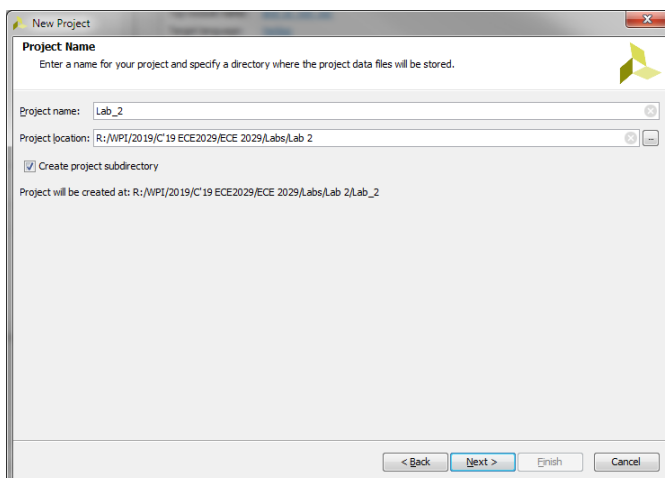 New Project
Project Name
Enter a name for your project and specify a directory where the project data files will be stored.
Project name: Lab_2
Project location: R:/WPI/2019/C'19 ECE2029/ECE 2029/Labs/Lab 2
Create project subdirectory
Project will be created at: R:/WPI/2019/C'19 ECE2029/ECE 2029/Labs/Lab 2/Lab_2
< Back Next > Finish Cancel